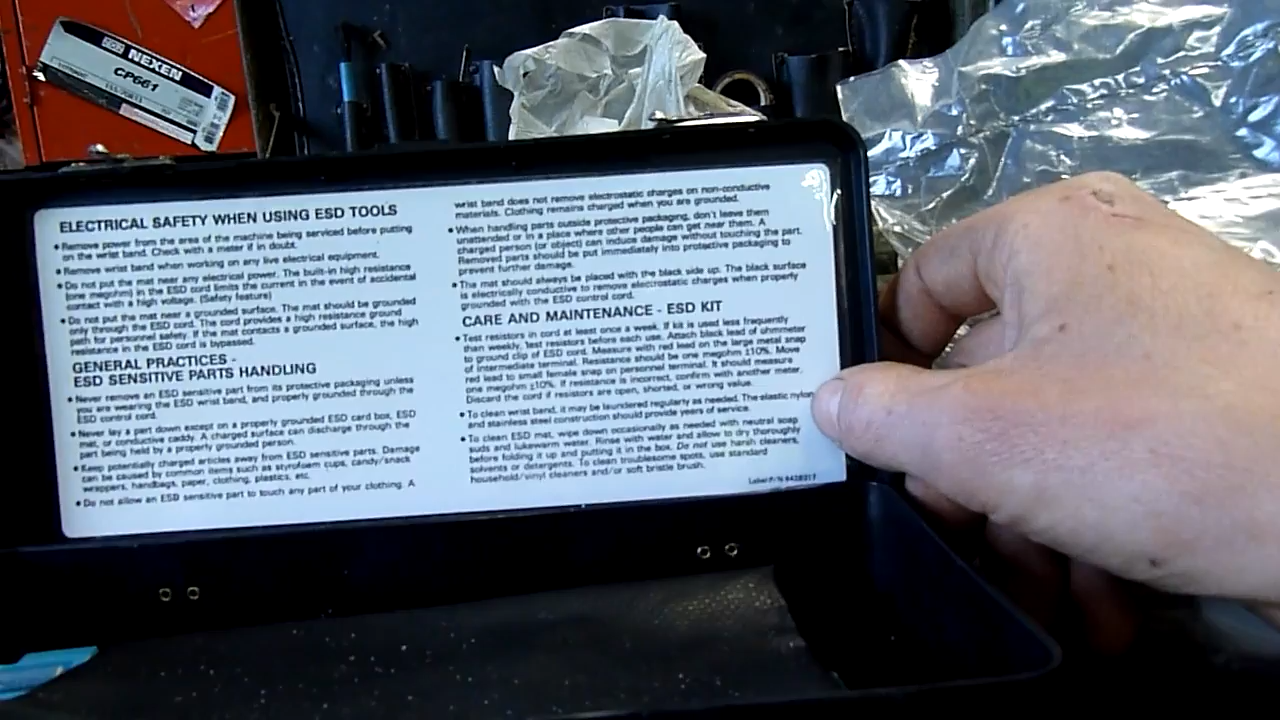 NEXEN
CP661
ELECTRICAL SAFETY WHEN USING ESD TOOLS
• Remove power from the area of the machine being serviced before putting
on the wrist band. Check with a meter if in doubt.
• Remove wrist band when working on any live electrical equipment.
• Do not put the mat near any electrical power. The built-in high resistance
(one megohm) in the ESD cord limits the current in the event of accidental
contact with a high voltage. (Safety feature)
• Do not put the mat near a grounded surface. The mat should be grounded
only through the ESD cord. The cord provides a high resistance ground
path for personnel safety. If the mat contacts a grounded surface, the high
resistance in the ESD cord is bypassed.
GENERAL PRACTICES -
ESD SENSITIVE PARTS HANDLING
• Never remove an ESD sensitive part from its protective packaging unless
you are wearing the ESD wrist band, and properly grounded through the
ESD control cord.
• Never lay a part down except on a properly grounded ESD card box, ESD
mat, or conductive caddy. A charged surface can discharge through the
part being held by a properly grounded person.
• Keep potentially charged articles away from ESD sensitive parts. Damage
can be caused by common items such as styrofoam cups, candy/snack
wrappers, handbags, paper, clothing, plastics, etc.
• Do not allow an ESD sensitive part to touch any part of your clothing. A
wrist band does not remove electrostatic charges on non-conductive
materials. Clothing remains charged when you are grounded.
• When handling parts outside protective packaging, don't leave them
unattended or in a place where other people can get near them. A
charged person (or object) can induce damage without touching the part.
Removed parts should be put immediately into protective packaging to
prevent further damage.
• The mat should always be placed with the black side up. The black surface
is electrically conductive to remove electrostatic charges when properly
grounded with the ESD control cord.
CARE AND MAINTENANCE - ESD KIT
• Test resistors in cord at least once a week. If kit is used less frequently
than weekly, test resistors before each use. Attach black lead of ohmmeter
to ground clip of ESD cord. Measure with red lead on the large metal snap
of intermediate terminal. Resistance should be one megohm ±10%. Move
red lead to small female snap on personnel terminal. It should measure
one megohm ±10%. If resistance is incorrect, confirm with another meter.
Discard the cord if resistors are open, shorted, or wrong value.
• To clean wrist band, it may be laundered regularly as needed. The elastic nylon
and stainless steel construction should provide years of service.
• To clean ESD mat, wipe down occasionally as needed with neutral soap
suds and lukewarm water. Rinse with water and allow to dry thoroughly
before folding it up and putting it in the box. Do not use harsh cleaners,
solvents or detergents. To clean troublesome spots, use standard
household/vinyl cleaners and/or soft bristle brush.
Label P/N